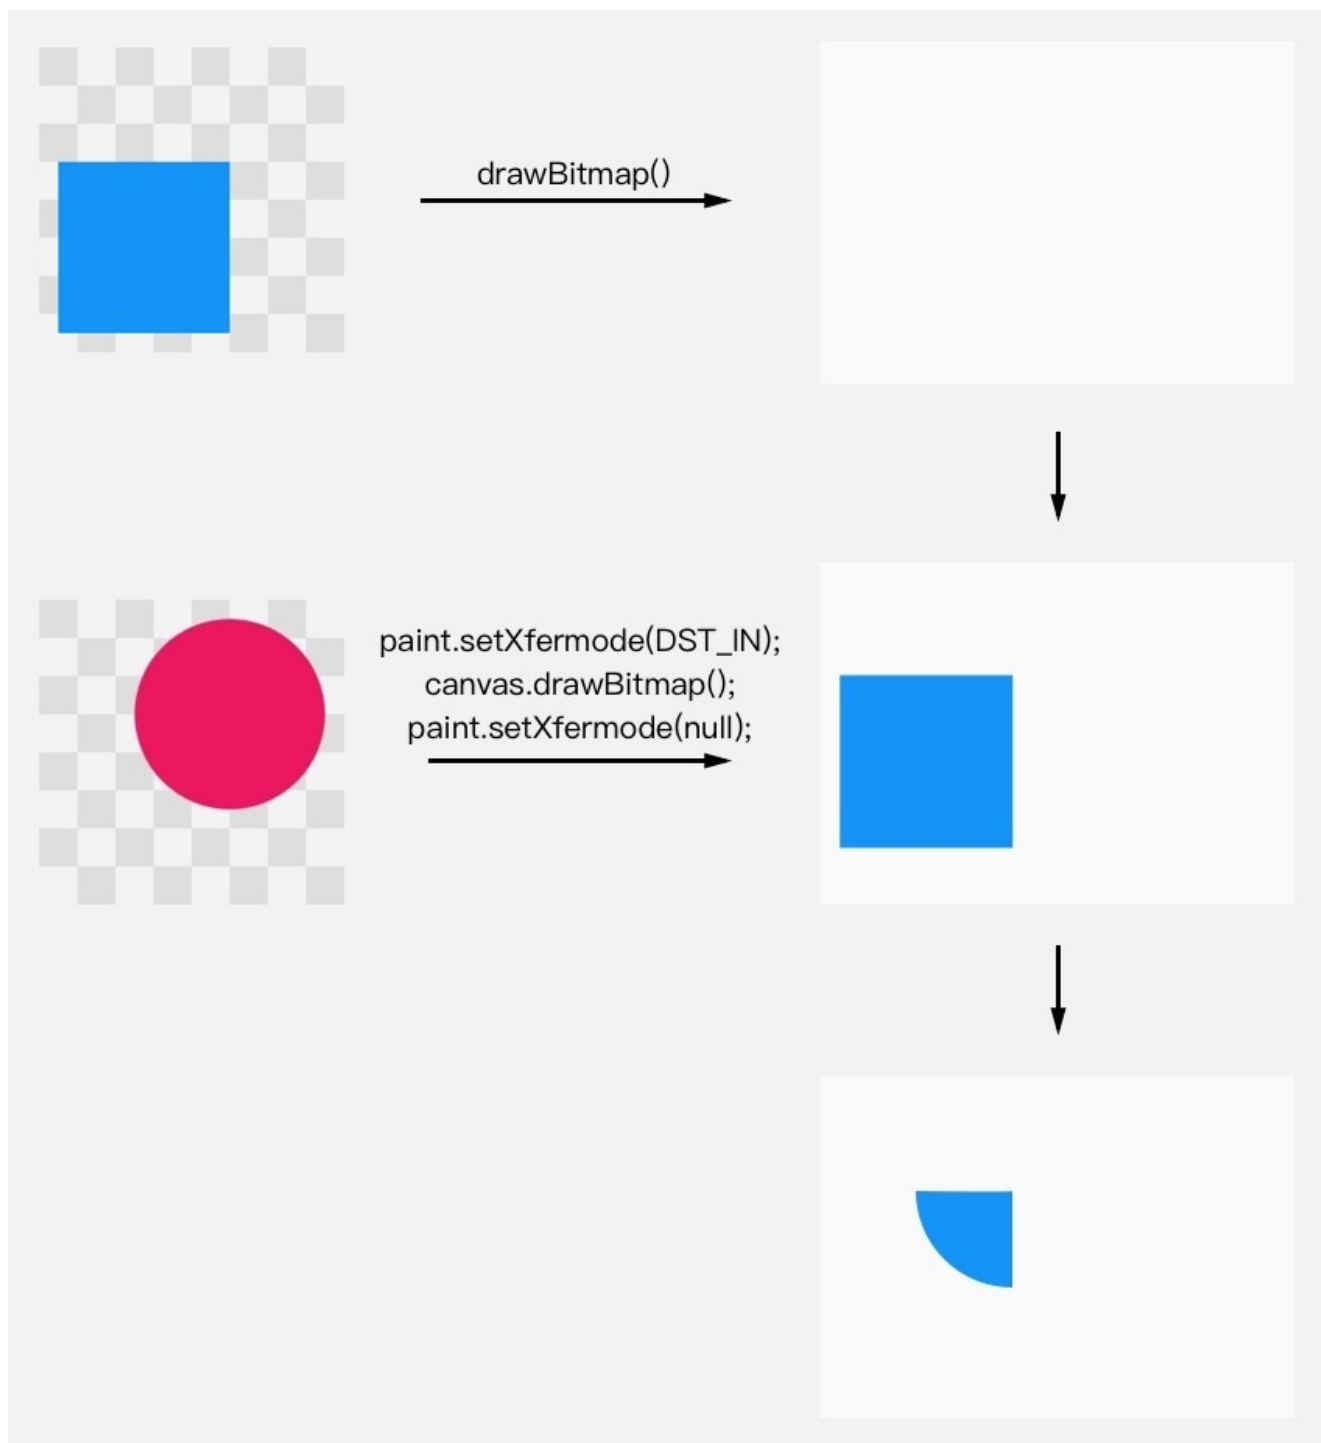 drawBitmap()
paint.setXfermode(DST_IN);
canvas.drawBitmap();
paint.setXfermode(null);